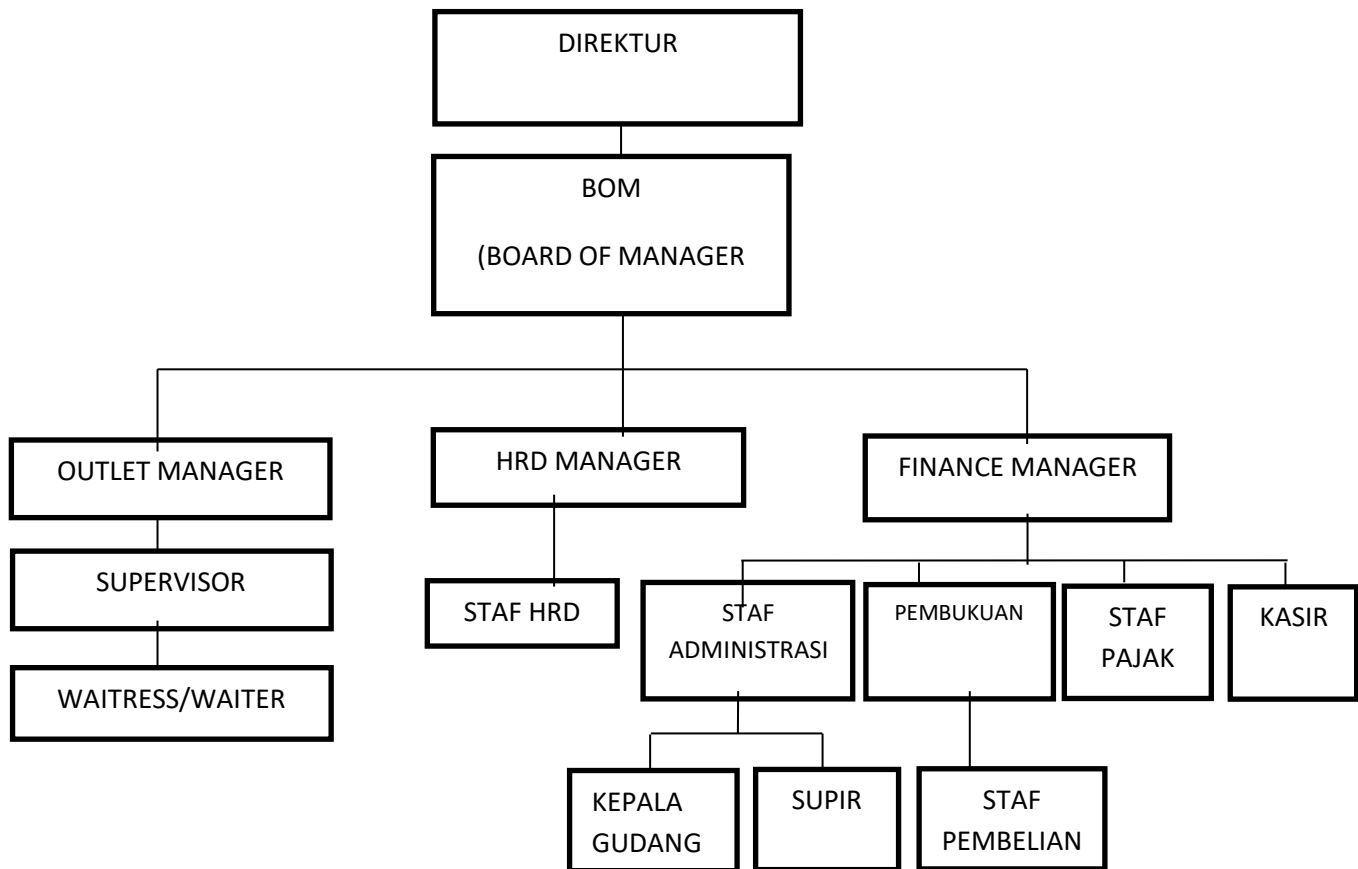 DIREKTUR
BOM
(BOARD OF MANAGER
OUTLET MANAGER
HRD MANAGER
FINANCE MANAGER
SUPERVISOR
STAF HRD
STAF
ADMINISTRASI
PEMBUKUAN
STAF
PAJAK
KASIR
WAITRESS/WAITER
KEPALA
GUDANG
SUPIR
STAF
PEMBELIAN